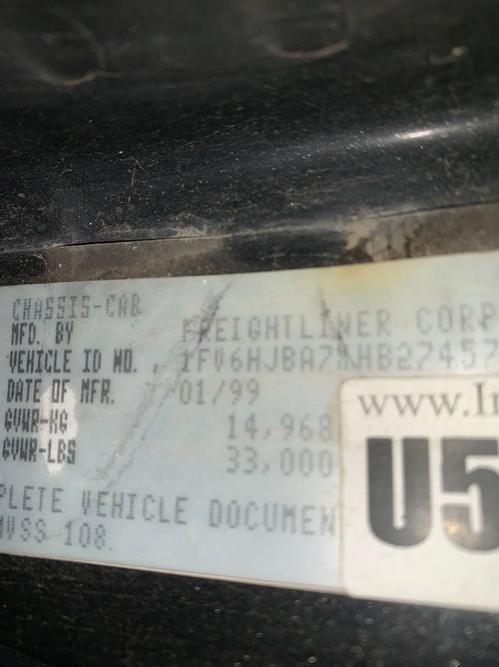 CHASSIS-CAB
MFD. BY FREIGHTLINER CORP
VEHICLE ID NO.,
DATE OF MFR. 01/99
GVWR-KG 14,968
GVWR-LBS 33,000
PLETE VEHICLE DOCUMEN
MVSS 108.
www.In
U5